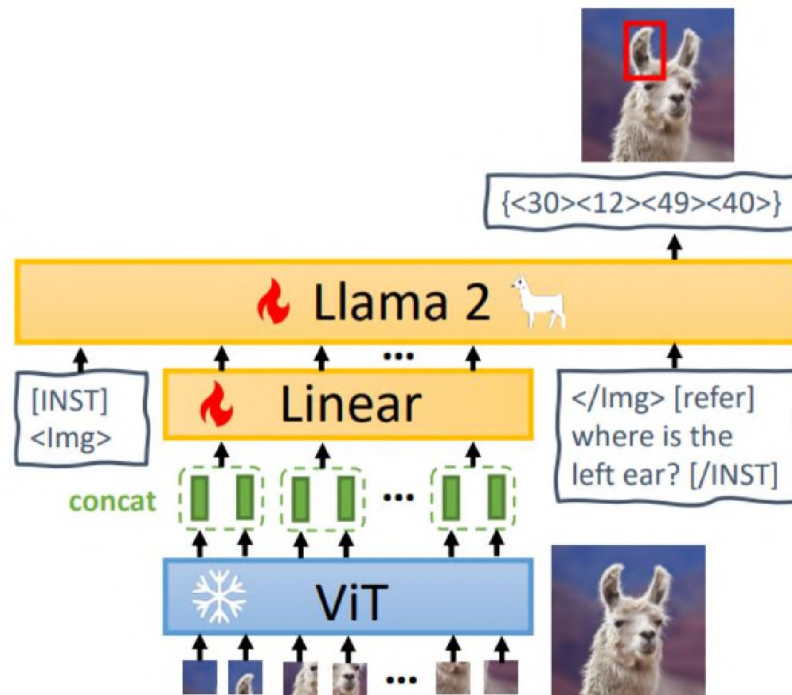 {<30><12><49><40>}
Llama 2
...
[INST]
<Img>
Linear
</Img> [refer]
where is the
left ear? [/INST]
concat
...
ViT
...